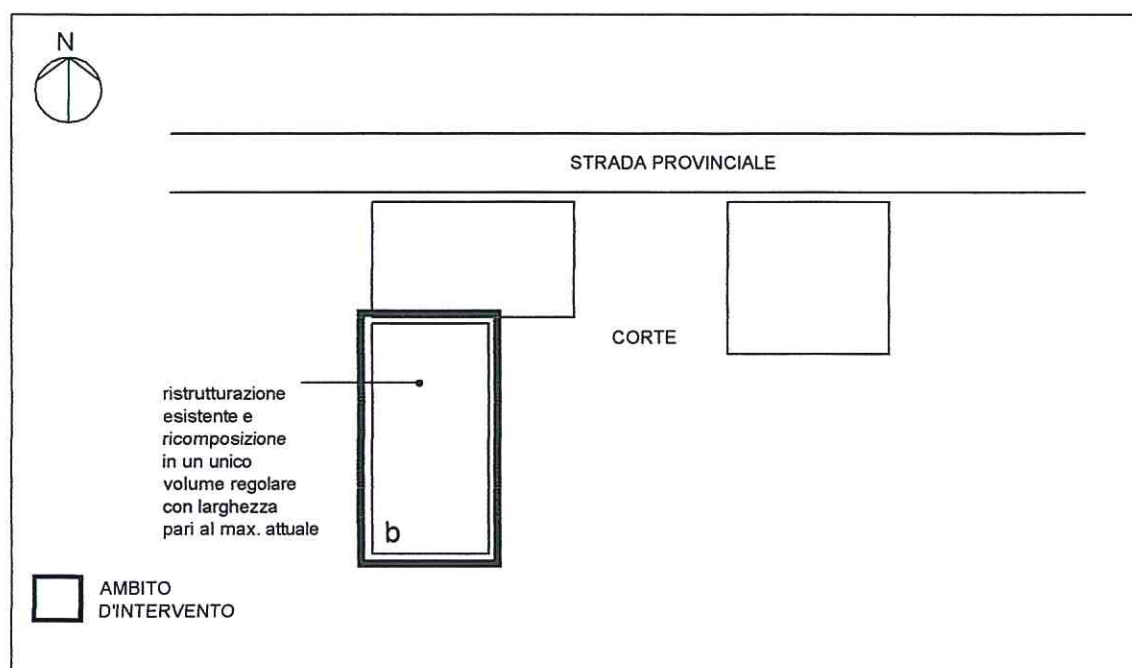 N
STRADA PROVINCIALE
CORTE
ristrutturazione
esistente e
ricomposizione
in un unico
volume regolare
con larghezza
pari al max. attuale
b
AMBITO
D'INTERVENTO